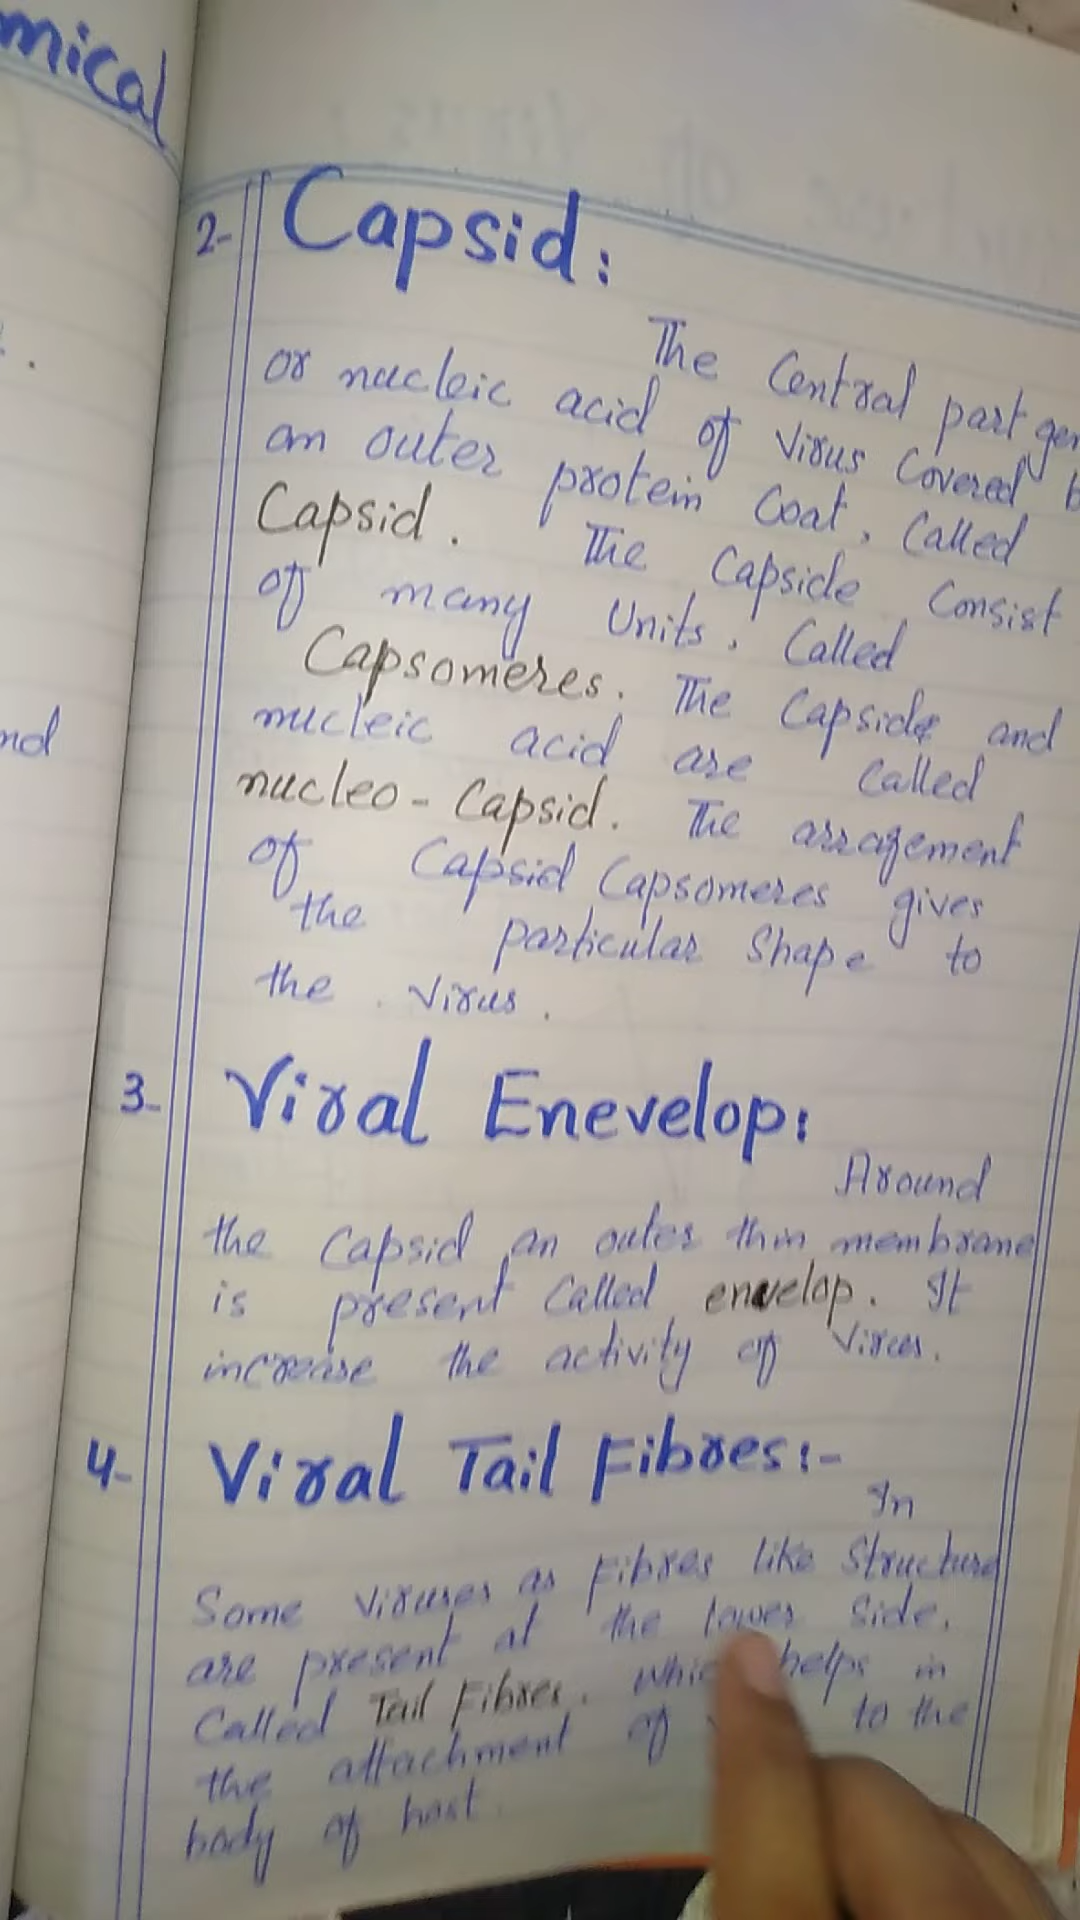 mical
nd
2- Capsid:
The Central part gen
or nucleic acid of virus Covered b
an outer protein Coat, Called
Capsid. The Capside Consist
of many Units, Called
Capsomeres. The Capside and
nucleic acid are Called
nucleo-Capsid. The arragement
of Capsid Capsomeres gives
the particular Shape to
the virus.
3- Viral Enevelop:
Around
the Capsid an outer thin membrane
is present Called envelop. It
increase the activity of virus.
4- Viral Tail Fibres:-
In
Some viruses as Fibres like Structure
are present at the lower Side,
Called Tail Fibres. whic helps in
the attachment of to the
body of host.